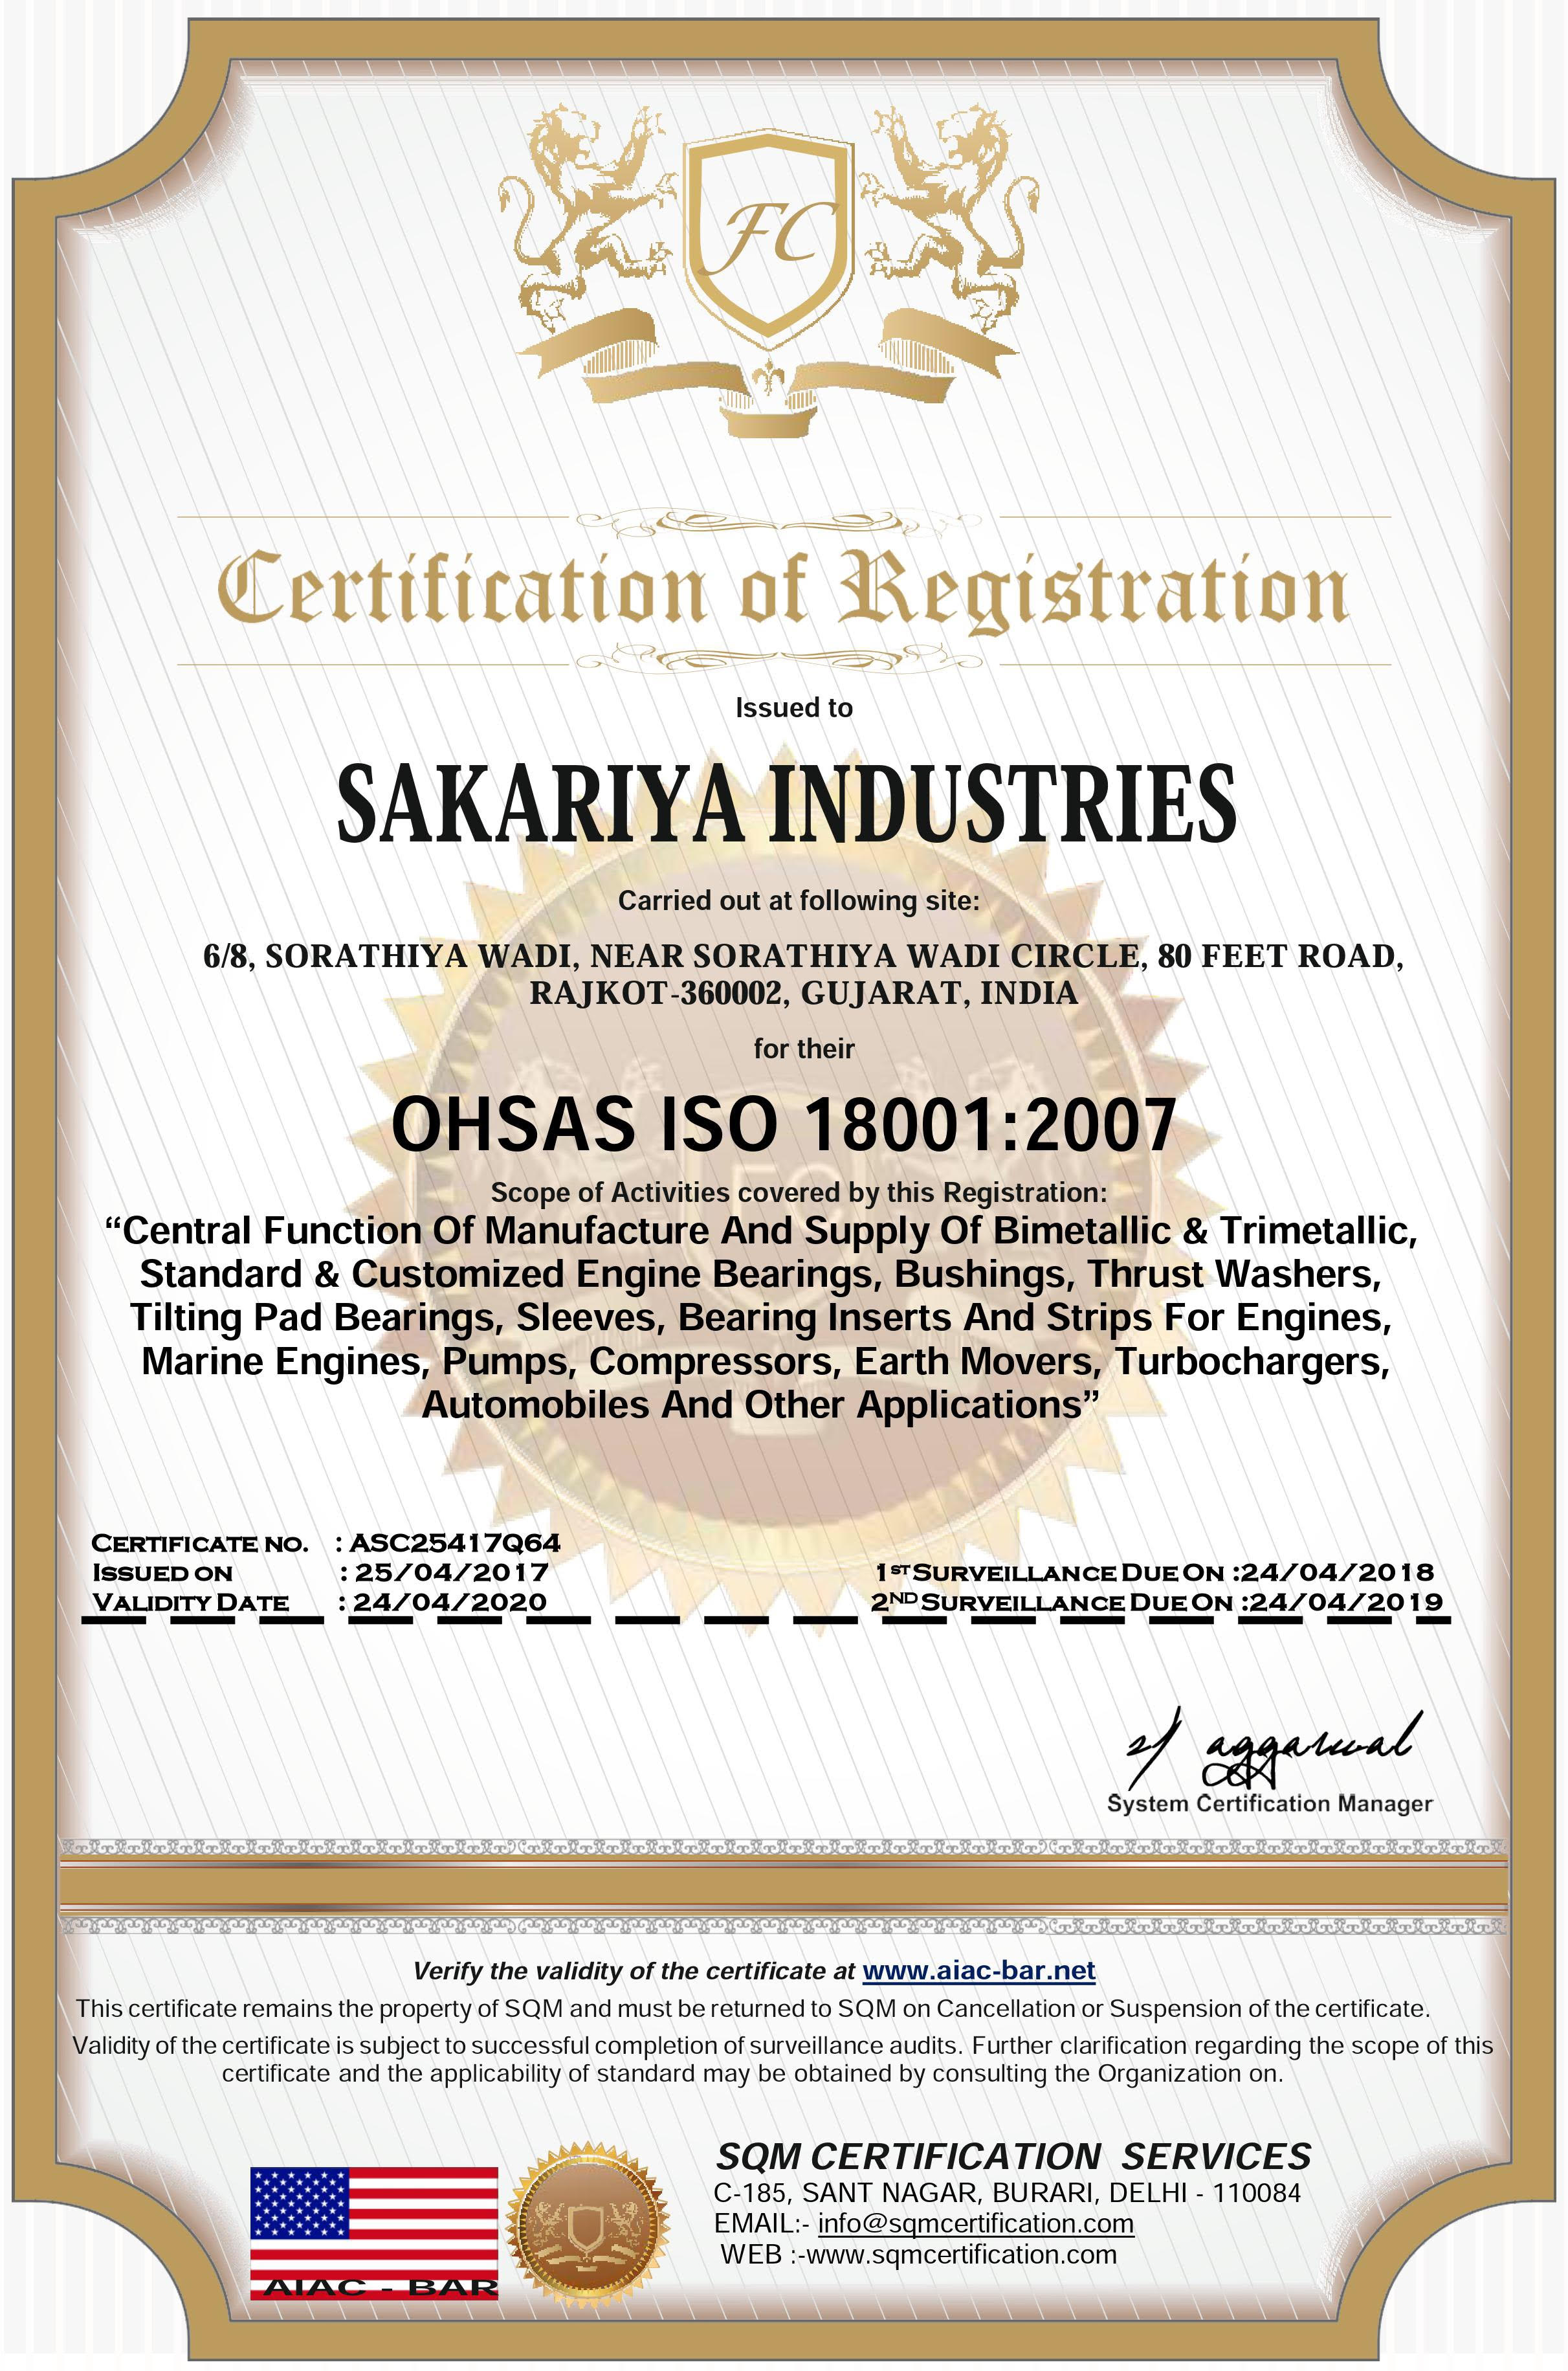 FC
Certification of Registration
Issued to
SAKARIYA INDUSTRIES
Carried out at following site:
6/8, SORATHIYA WADI, NEAR SORATHIYA WADI CIRCLE, 80 FEET ROAD,
RAJKOT-360002, GUJARAT, INDIA
for their
OHSAS ISO 18001:2007
Scope of Activities covered by this Registration:
“Central Function Of Manufacture And Supply Of Bimetallic & Trimetallic,
Standard & Customized Engine Bearings, Bushings, Thrust Washers,
Tilting Pad Bearings, Sleeves, Bearing Inserts And Strips For Engines,
Marine Engines, Pumps, Compressors, Earth Movers, Turbochargers,
Automobiles And Other Applications”
CERTIFICATE NO. : ASC25417Q64
ISSUED ON : 25/04/2017 1ST SURVEILLANCE DUE ON :24/04/2018
VALIDITY DATE : 24/04/2020 2ND SURVEILLANCE DUE ON :24/04/2019
aggarwal
System Certification Manager
Verify the validity of the certificate at www.aiac-bar.net
This certificate remains the property of SQM and must be returned to SQM on Cancellation or Suspension of the certificate.
Validity of the certificate is subject to successful completion of surveillance audits. Further clarification regarding the scope of this
certificate and the applicability of standard may be obtained by consulting the Organization on.
SQM CERTIFICATION SERVICES
C-185, SANT NAGAR, BURARI, DELHI - 110084
EMAIL:- info@sqmcertification.com
WEB :-www.sqmcertification.com
AIAC - BAR